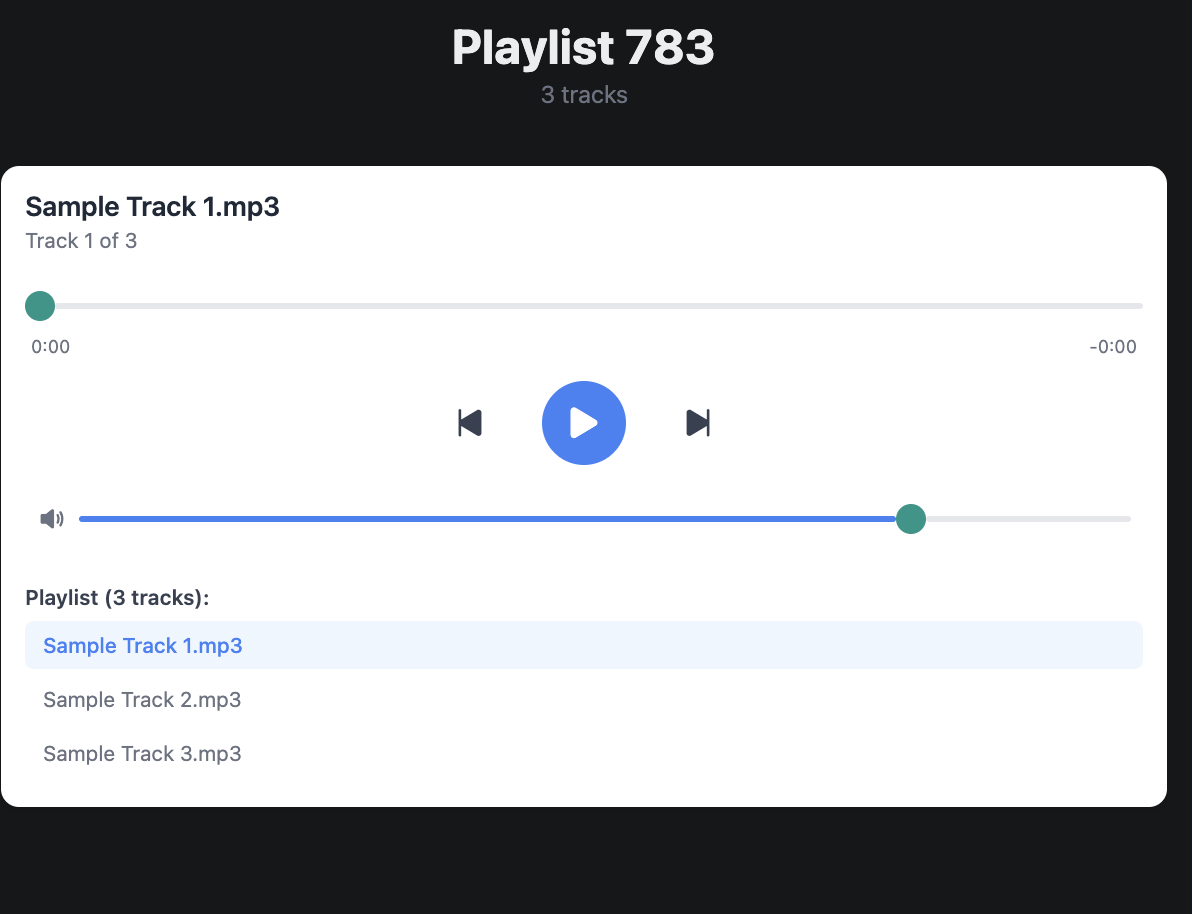 Playlist 783
3 tracks
Sample Track 1.mp3
Track 1 of 3
0:00
-0:00
Playlist (3 tracks):
Sample Track 1.mp3
Sample Track 2.mp3
Sample Track 3.mp3